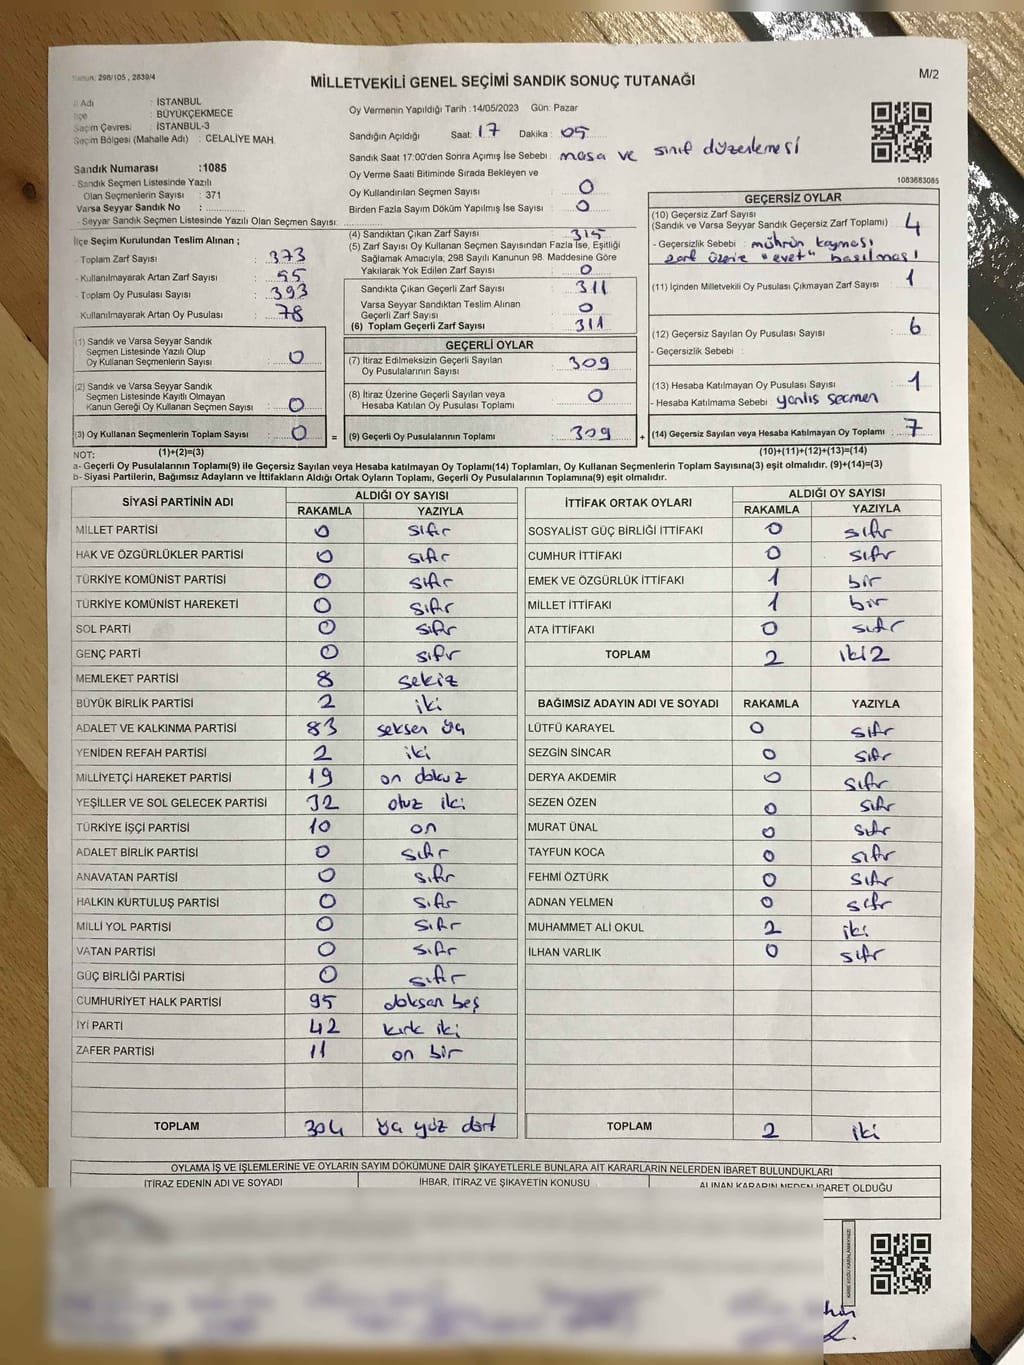 Kanun: 298/105 , 2839/4
M/2
MİLLETVEKİLİ GENEL SEÇİMİ SANDIK SONUÇ TUTANAĞI
İl Adı : İSTANBUL
İlçe : BÜYÜKÇEKMECE
Seçim Çevresi : İSTANBUL-3
Seçim Bölgesi (Mahalle Adı) : CELALİYE MAH.
Sandık Numarası :1085
- Sandık Seçmen Listesinde Yazılı
Olan Seçmenlerin Sayısı : 371
Varsa Seyyar Sandık No :
- Seyyar Sandık Seçmen Listesinde Yazılı Olan Seçmen Sayısı:
Oy Vermenin Yapıldığı Tarih :14/05/2023 Gün: Pazar
Sandığın Açıldığı Saat: 17 Dakika : 05
Sandık Saat 17:00'den Sonra Açımış İse Sebebi : masa ve sınıf düzenlemesi
Oy Verme Saati Bitiminde Sırada Bekleyen ve
Oy Kullandırılan Seçmen Sayısı : 0
Birden Fazla Sayım Döküm Yapılmış İse Sayısı : 0
1083683085
İlçe Seçim Kurulundan Teslim Alınan ;
- Toplam Zarf Sayısı : 373
- Kullanılmayarak Artan Zarf Sayısı : 55
- Toplam Oy Pusulası Sayısı : 393
- Kullanılmayarak Artan Oy Pusulası : 78
(1) Sandık ve Varsa Seyyar Sandık
Seçmen Listesinde Yazılı Olup
Oy Kullanan Seçmenlerin Sayısı : 0
(2) Sandık ve Varsa Seyyar Sandık
Seçmen Listesinde Kayıtlı Olmayan
Kanun Gereği Oy Kullanan Seçmen Sayısı : 0
(3) Oy Kullanan Seçmenlerin Toplam Sayısı : 0
(4) Sandıktan Çıkan Zarf Sayısı : 315
(5) Zarf Sayısı Oy Kullanan Seçmen Sayısından Fazla İse, Eşitliği
Sağlamak Amacıyla; 298 Sayılı Kanunun 98. Maddesine Göre
Yakılarak Yok Edilen Zarf Sayısı : 0
Sandıkta Çıkan Geçerli Zarf Sayısı : 311
Varsa Seyyar Sandıktan Teslim Alınan
Geçerli Zarf Sayısı : 0
(6) Toplam Geçerli Zarf Sayısı : 311
GEÇERLİ OYLAR
(7) İtiraz Edilmeksizin Geçerli Sayılan
Oy Pusulalarının Sayısı : 309
(8) İtiraz Üzerine Geçerli Sayılan veya
Hesaba Katılan Oy Pusulası Toplamı : 0
= (9) Geçerli Oy Pusulalarının Toplamı : 309
GEÇERSİZ OYLAR
(10) Geçersiz Zarf Sayısı
(Sandık ve Varsa Seyyar Sandık Geçersiz Zarf Toplamı) : 4
- Geçersizlik Sebebi : mührün kayması
zarf üzerine "evet" basılması
(11) İçinden Milletvekili Oy Pusulası Çıkmayan Zarf Sayısı : 1
(12) Geçersiz Sayılan Oy Pusulası Sayısı : 6
- Geçersizlik Sebebi :
(13) Hesaba Katılmayan Oy Pusulası Sayısı : 1
- Hesaba Katılmama Sebebi : yanlış seçmen
+ (14) Geçersiz Sayılan veya Hesaba Katılmayan Oy Toplamı : 7
NOT: (1)+(2)=(3) (10)+(11)+(12)+(13)=(14)
a- Geçerli Oy Pusulalarının Toplamı(9) ile Geçersiz Sayılan veya Hesaba katılmayan Oy Toplamı(14) Toplamları, Oy Kullanan Seçmenlerin Toplam Sayısına(3) eşit olmalıdır. (9)+(14)=(3)
b- Siyasi Partilerin, Bağımsız Adayların ve İttifakların Aldığı Ortak Oyların Toplamı, Geçerli Oy Pusulalarının Toplamına(9) eşit olmalıdır.
SİYASİ PARTİNİN ADI ALDIĞI OY SAYISI
RAKAMLA YAZIYLA
MİLLET PARTİSİ 0 sıfır
HAK VE ÖZGÜRLÜKLER PARTİSİ 0 sıfır
TÜRKİYE KOMÜNİST PARTİSİ 0 sıfır
TÜRKİYE KOMÜNİST HAREKETİ 0 sıfır
SOL PARTİ 0 sıfır
GENÇ PARTİ 0 sıfır
MEMLEKET PARTİSİ 8 sekiz
BÜYÜK BİRLİK PARTİSİ 2 iki
ADALET VE KALKINMA PARTİSİ 83 seksen üç
YENİDEN REFAH PARTİSİ 2 iki
MİLLİYETÇİ HAREKET PARTİSİ 19 on dokuz
YEŞİLLER VE SOL GELECEK PARTİSİ 32 otuz iki
TÜRKİYE İŞÇİ PARTİSİ 10 on
ADALET BİRLİK PARTİSİ 0 sıfır
ANAVATAN PARTİSİ 0 sıfır
HALKIN KURTULUŞ PARTİSİ 0 sıfır
MİLLİ YOL PARTİSİ 0 sıfır
VATAN PARTİSİ 0 sıfır
GÜÇ BİRLİĞİ PARTİSİ 0 sıfır
CUMHURİYET HALK PARTİSİ 95 doksan beş
İYİ PARTİ 42 kırk iki
ZAFER PARTİSİ 11 on bir
TOPLAM 304 üç yüz dört
İTTİFAK ORTAK OYLARI ALDIĞI OY SAYISI
RAKAMLA YAZIYLA
SOSYALİST GÜÇ BİRLİĞİ İTTİFAKI 0 sıfır
CUMHUR İTTİFAKI 0 sıfır
EMEK VE ÖZGÜRLÜK İTTİFAKI 1 bir
MİLLET İTTİFAKI 1 bir
ATA İTTİFAKI 0 sıfır
TOPLAM 2 iki 2
BAĞIMSIZ ADAYIN ADI VE SOYADI RAKAMLA YAZIYLA
LÜTFÜ KARAYEL 0 sıfır
SEZGİN SİNCAR 0 sıfır
DERYA AKDEMİR 0 sıfır
SEZEN ÖZEN 0 sıfır
MURAT ÜNAL 0 sıfır
TAYFUN KOCA 0 sıfır
FEHMİ ÖZTÜRK 0 sıfır
ADNAN YELMEN 0 sıfır
MUHAMMET ALİ OKUL 2 iki
İLHAN VARLIK 0 sıfır
TOPLAM 2 iki
OYLAMA İŞ VE İŞLEMLERİNE VE OYLARIN SAYIM DÖKÜMÜNE DAİR ŞİKAYETLERLE BUNLARA AİT KARARLARIN NELERDEN İBARET BULUNDUKLARI
İTİRAZ EDENİN ADI VE SOYADI İHBAR, İTİRAZ VE ŞİKAYETİN KONUSU ALINAN KARARIN NEDEN İBARET OLDUĞU